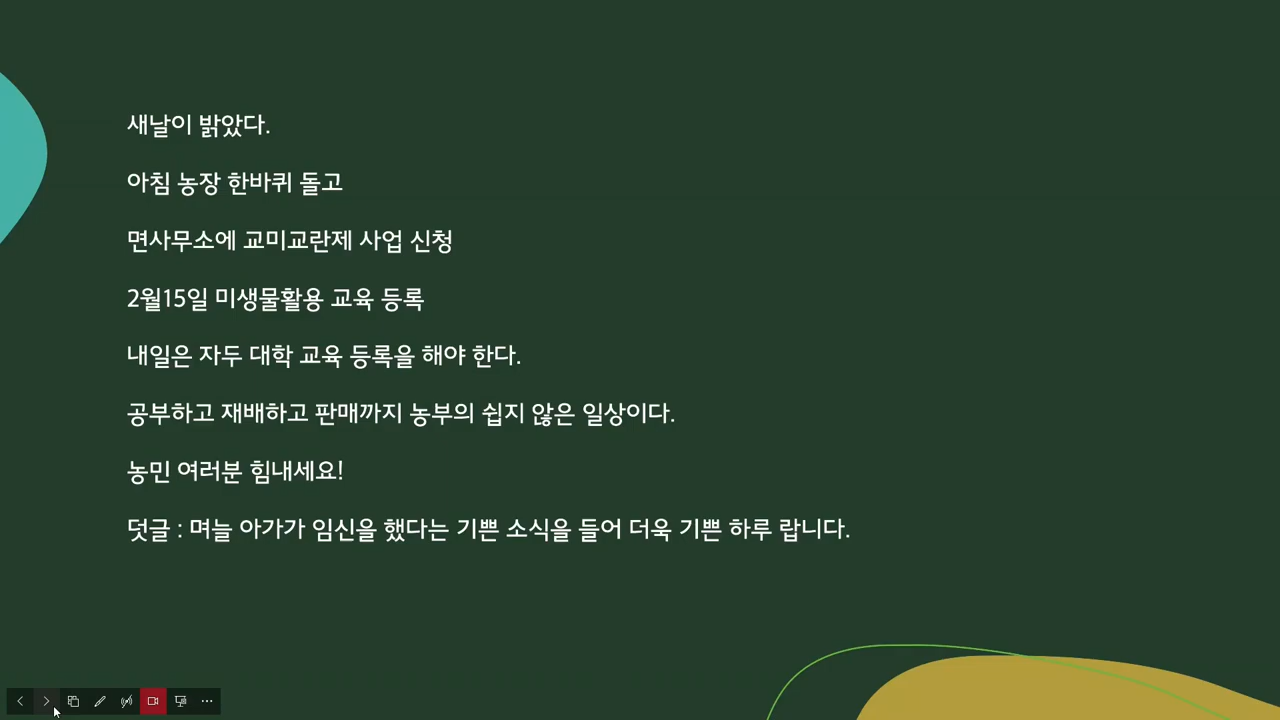 새날이 밝았다.
아침 농장 한바퀴 돌고
면사무소에 교미교란제 사업 신청
2월15일 미생물활용 교육 등록
내일은 자두 대학 교육 등록을 해야 한다.
공부하고 재배하고 판매까지 농부의 쉽지 않은 일상이다.
농민 여러분 힘내세요!
덧글 : 며늘 아가가 임신을 했다는 기쁜 소식을 들어 더욱 기쁜 하루 랍니다.